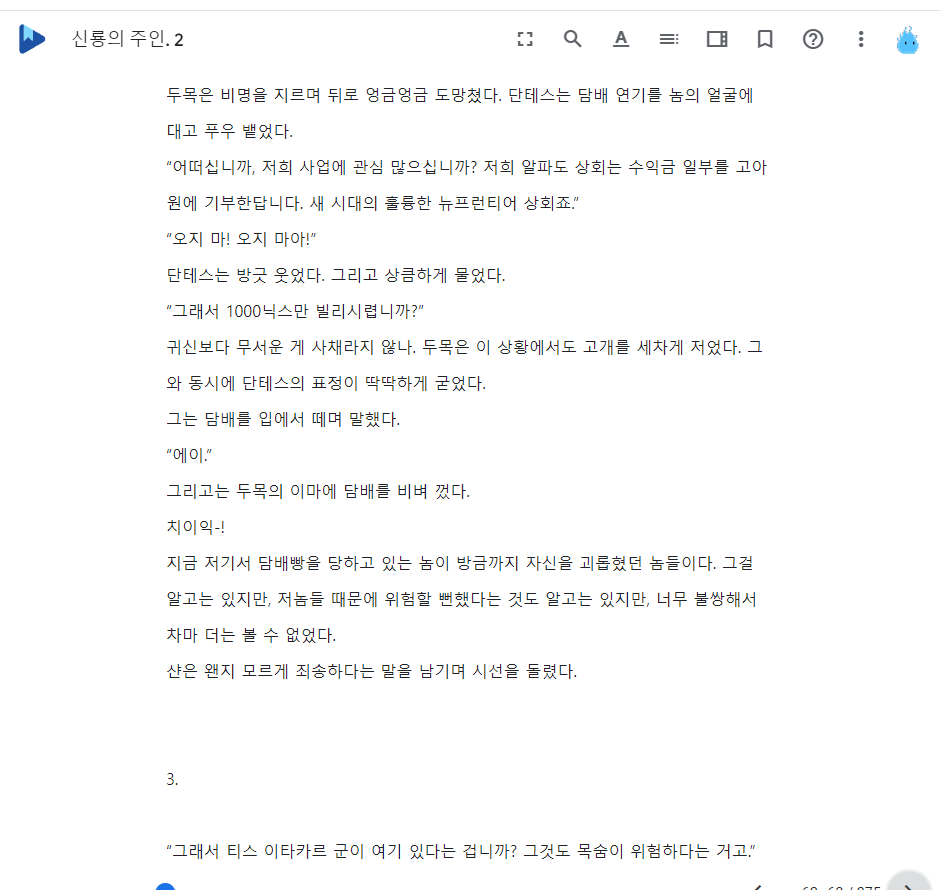 신룡의 주인. 2
두목은 비명을 지르며 뒤로 엉금엉금 도망쳤다. 단테스는 담배 연기를 놈의 얼굴에
대고 푸우 뱉었다.
“어떠십니까, 저희 사업에 관심 많으십니까? 저희 알파도 상회는 수익금 일부를 고아
원에 기부한답니다. 새 시대의 훌륭한 뉴프런티어 상회죠.”
“오지 마! 오지 마아!”
단테스는 방긋 웃었다. 그리고 상큼하게 물었다.
“그래서 1000닉스만 빌리시렵니까?”
귀신보다 무서운 게 사채라지 않나. 두목은 이 상황에서도 고개를 세차게 저었다. 그
와 동시에 단테스의 표정이 딱딱하게 굳었다.
그는 담배를 입에서 떼며 말했다.
“에이.”
그리고는 두목의 이마에 담배를 비벼 껐다.
치이익-!
지금 저기서 담배빵을 당하고 있는 놈이 방금까지 자신을 괴롭혔던 놈들이다. 그걸
알고는 있지만, 저놈들 때문에 위험할 뻔했다는 것도 알고는 있지만, 너무 불쌍해서
차마 더는 볼 수 없었다.
샨은 왠지 모르게 죄송하다는 말을 남기며 시선을 돌렸다.
3.
“그래서 티스 이타카르 군이 여기 있다는 겁니까? 그것도 목숨이 위험하다는 거고.”